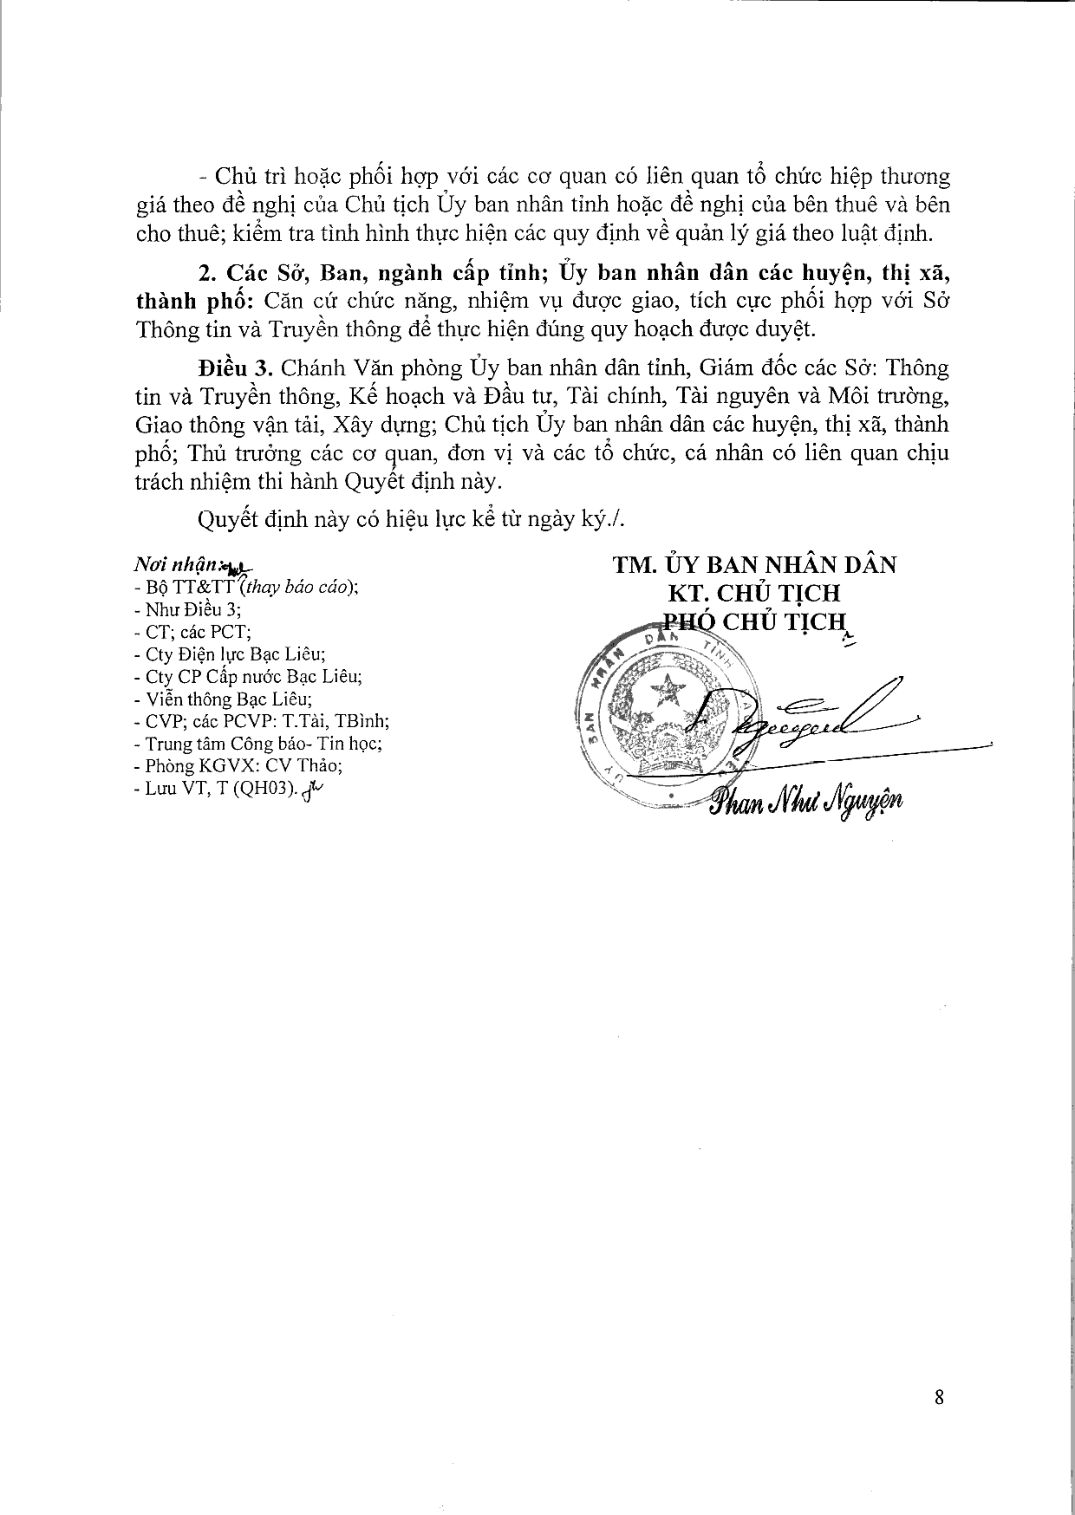 - Chủ trì hoặc phối hợp với các cơ quan có liên quan tổ chức hiệp thương
giá theo đề nghị của Chủ tịch Ủy ban nhân tỉnh hoặc đề nghị của bên thuê và bên
cho thuê; kiểm tra tình hình thực hiện các quy định về quản lý giá theo luật định.
2. Các Sở, Ban, ngành cấp tỉnh; Ủy ban nhân dân các huyện, thị xã,
thành phố: Căn cứ chức năng, nhiệm vụ được giao, tích cực phối hợp với Sở
Thông tin và Truyền thông để thực hiện đúng quy hoạch được duyệt.
Điều 3. Chánh Văn phòng Ủy ban nhân dân tỉnh, Giám đốc các Sở: Thông
tin và Truyền thông, Kế hoạch và Đầu tư, Tài chính, Tài nguyên và Môi trường,
Giao thông vận tải, Xây dựng; Chủ tịch Ủy ban nhân dân các huyện, thị xã, thành
phố; Thủ trưởng các cơ quan, đơn vị và các tổ chức, cá nhân có liên quan chịu
trách nhiệm thi hành Quyết định này.
Quyết định này có hiệu lực kể từ ngày ký./.
Nơi nhận:
- Bộ TT&TT (thay báo cáo);
- Như Điều 3;
- CT; các PCT;
- Cty Điện lực Bạc Liêu;
- Cty CP Cấp nước Bạc Liêu;
- Viễn thông Bạc Liêu;
- CVP; các PCVP: T.Tài, TBình;
- Trung tâm Công báo- Tin học;
- Phòng KGVX: CV Thảo;
- Lưu VT, T (QH03).
TM. ỦY BAN NHÂN DÂN
KT. CHỦ TỊCH
PHÓ CHỦ TỊCH
ỦY BAN NHÂN DÂN TỈNH
Phan Như Nguyện
8